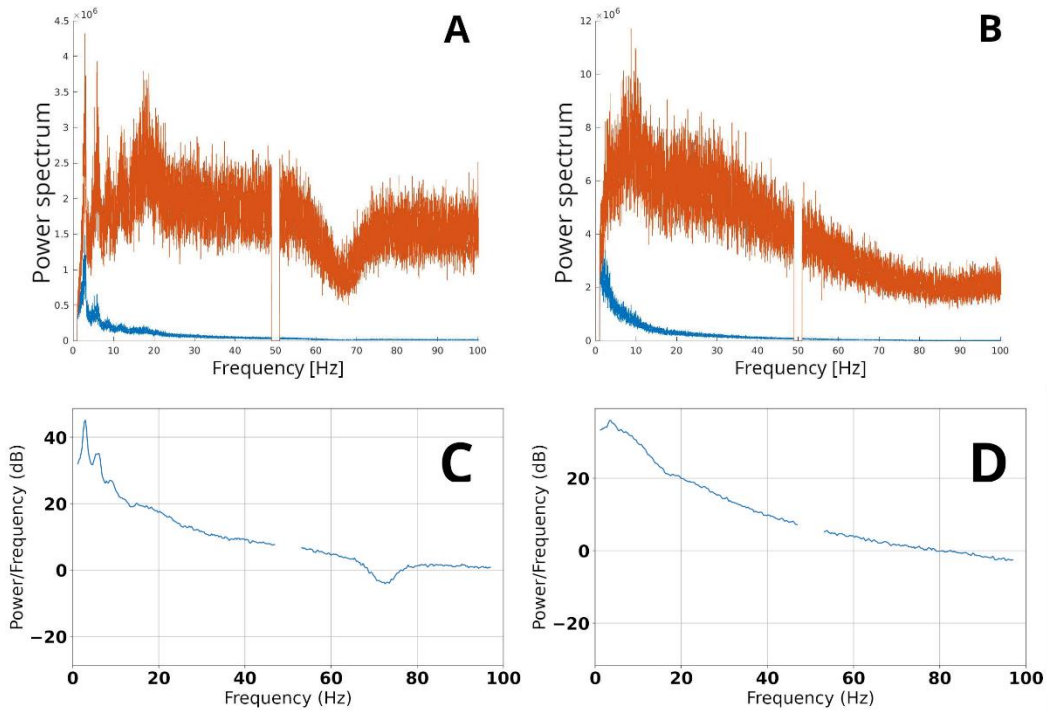 ×10⁶
A
4.5
4
3.5
3
2.5
2
1.5
1
0.5
0
Power spectrum
0 10 20 30 40 50 60 70 80 90 100
Frequency [Hz]
×10⁶
B
12
10
8
6
4
2
0
Power spectrum
0 10 20 30 40 50 60 70 80 90 100
Frequency [Hz]
C
40
20
0
−20
Power/Frequency (dB)
0 20 40 60 80 100
Frequency (Hz)
D
20
0
−20
Power/Frequency (dB)
0 20 40 60 80 100
Frequency (Hz)